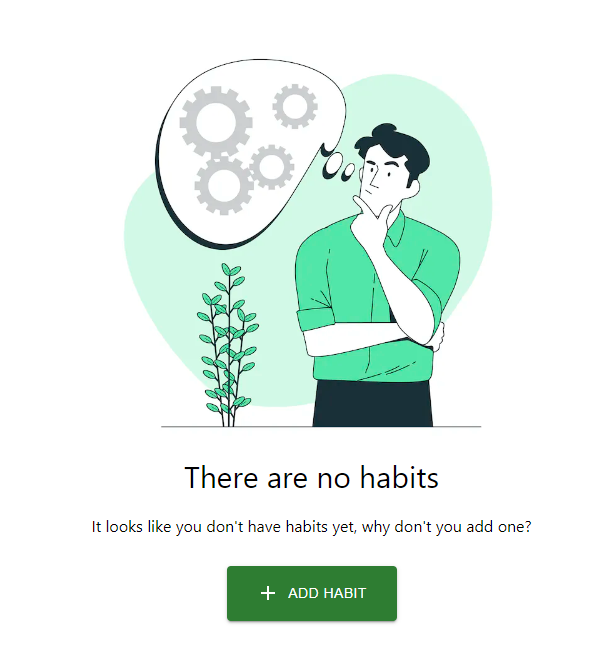 There are no habits
It looks like you don't have habits yet, why don't you add one?
ADD HABIT